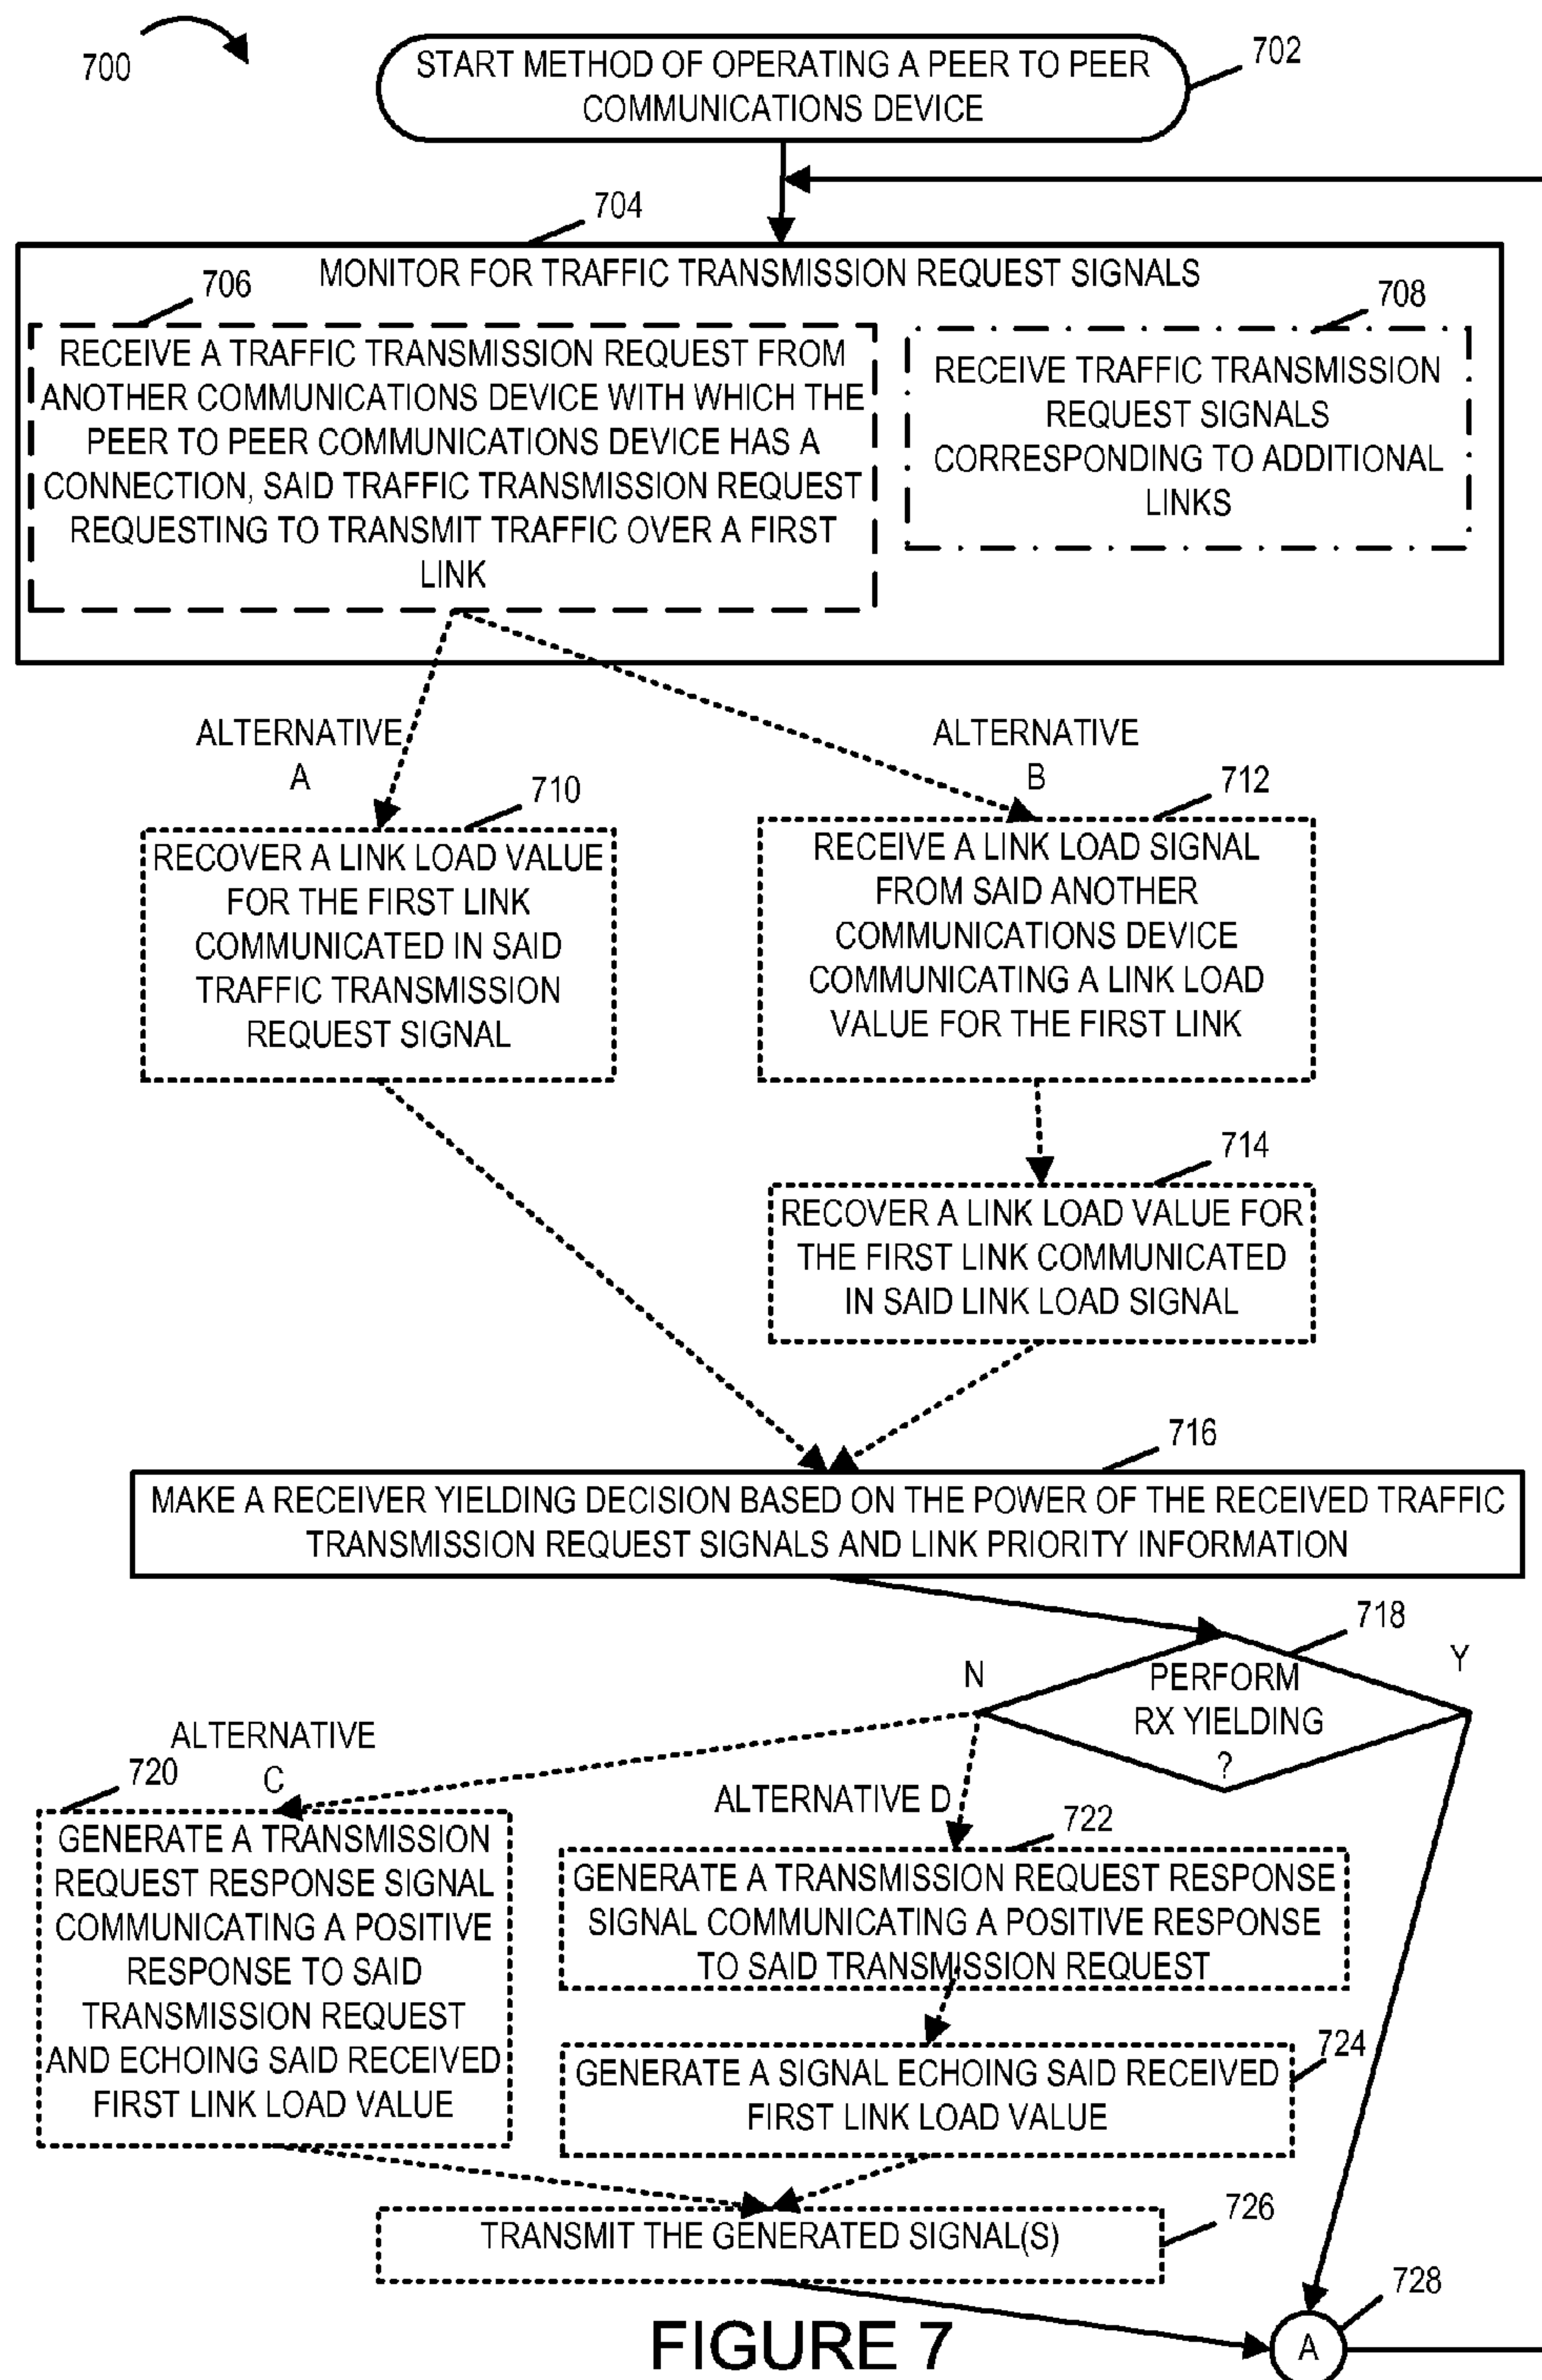 700
START METHOD OF OPERATING A PEER TO PEER
COMMUNICATIONS DEVICE
702
704
MONITOR FOR TRAFFIC TRANSMISSION REQUEST SIGNALS
706
RECEIVE A TRAFFIC TRANSMISSION REQUEST FROM
ANOTHER COMMUNICATIONS DEVICE WITH WHICH THE
PEER TO PEER COMMUNICATIONS DEVICE HAS A
CONNECTION, SAID TRAFFIC TRANSMISSION REQUEST
REQUESTING TO TRANSMIT TRAFFIC OVER A FIRST
LINK
708
RECEIVE TRAFFIC TRANSMISSION
REQUEST SIGNALS
CORRESPONDING TO ADDITIONAL
LINKS
ALTERNATIVE
A
710
RECOVER A LINK LOAD VALUE
FOR THE FIRST LINK
COMMUNICATED IN SAID
TRAFFIC TRANSMISSION
REQUEST SIGNAL
ALTERNATIVE
B
712
RECEIVE A LINK LOAD SIGNAL
FROM SAID ANOTHER
COMMUNICATIONS DEVICE
COMMUNICATING A LINK LOAD
VALUE FOR THE FIRST LINK
714
RECOVER A LINK LOAD VALUE FOR
THE FIRST LINK COMMUNICATED
IN SAID LINK LOAD SIGNAL
716
MAKE A RECEIVER YIELDING DECISION BASED ON THE POWER OF THE RECEIVED TRAFFIC
TRANSMISSION REQUEST SIGNALS AND LINK PRIORITY INFORMATION
718
N
Y
PERFORM
RX YIELDING
?
ALTERNATIVE
C
720
GENERATE A TRANSMISSION
REQUEST RESPONSE SIGNAL
COMMUNICATING A POSITIVE
RESPONSE TO SAID
TRANSMISSION REQUEST
AND ECHOING SAID RECEIVED
FIRST LINK LOAD VALUE
ALTERNATIVE D
722
GENERATE A TRANSMISSION REQUEST RESPONSE
SIGNAL COMMUNICATING A POSITIVE RESPONSE
TO SAID TRANSMISSION REQUEST
724
GENERATE A SIGNAL ECHOING SAID RECEIVED
FIRST LINK LOAD VALUE
726
TRANSMIT THE GENERATED SIGNAL(S)
728
A
FIGURE 7